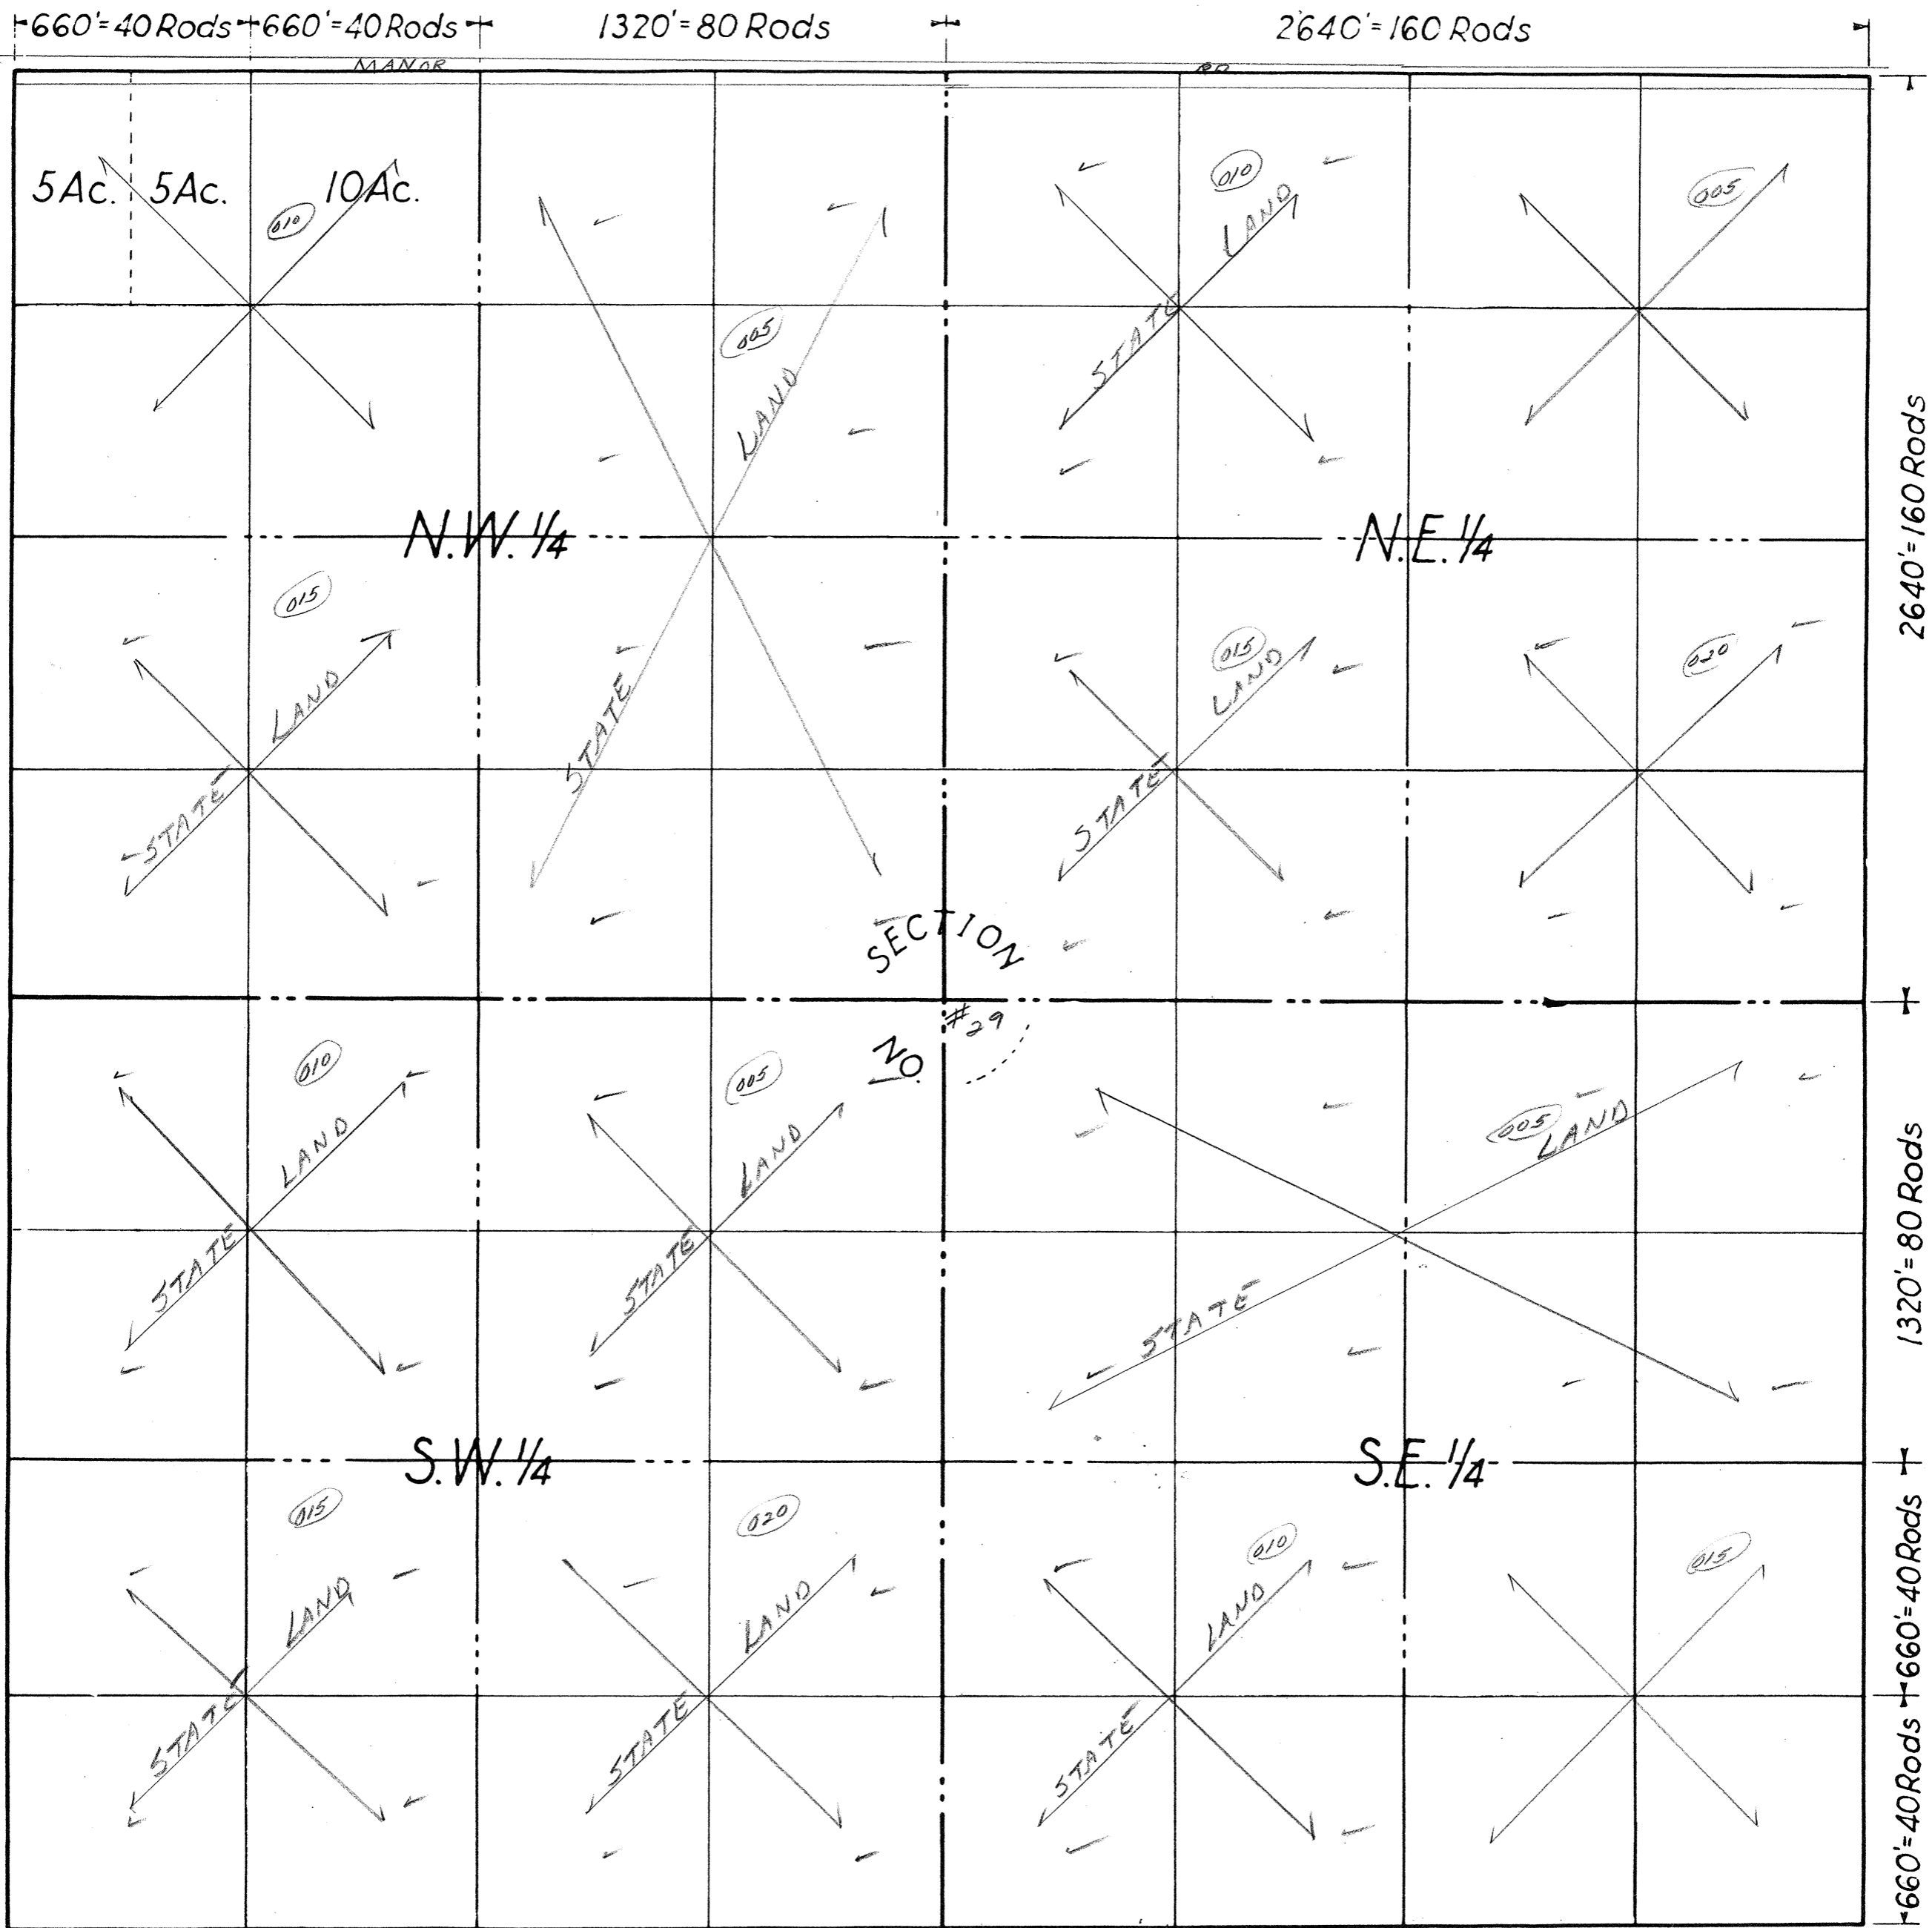 660'=40 Rods 660'=40 Rods 1320'=80 Rods 2640'=160 Rods
MANOR RD
5Ac. 5Ac. 10Ac.
010
005
STATE LAND
010
STATE LAND
005
2640'=160 Rods
N.W. 1/4
N.E. 1/4
015
STATE LAND
015
STATE LAND
020
SECTION
NO. #29
010
STATE LAND
005
STATE LAND
005
STATE LAND
1320'=80 Rods
S.W. 1/4
S.E. 1/4
015
STATE LAND
020
STATE LAND
010
STATE LAND
015
660'=40 Rods
660'=40 Rods